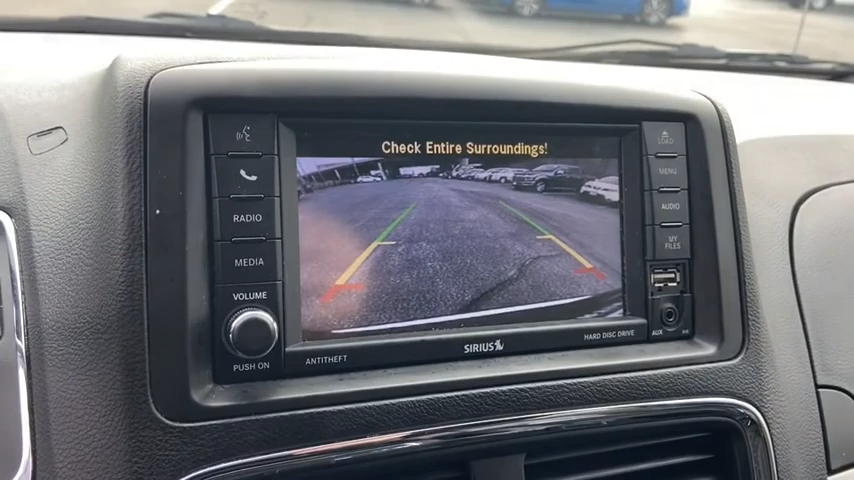 Check Entire Surroundings!
RADIO
MEDIA
VOLUME
PUSH ON
ANTITHEFT
SIRIUS
HARD DISC DRIVE
LOAD
MENU
AUDIO
MY
FILES
AUX